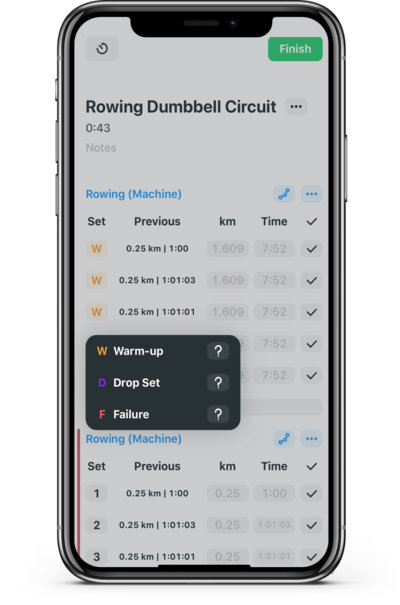 Finish
Rowing Dumbbell Circuit •••
0:43
Notes
Rowing (Machine) •••
Set Previous km Time ✓
W 0.25 km | 1:00 1.609 7:52 ✓
W 0.25 km | 1:01:03 1.609 7:52 ✓
W 0.25 km | 1:01:01 1.609 7:52 ✓
9 7:52 ✓
9 7:52 ✓
W Warm-up ?
D Drop Set ?
F Failure ?
Rowing (Machine) •••
Set Previous km Time ✓
1 0.25 km | 1:00 0.25 1:00 ✓
2 0.25 km | 1:01:03 0.25 1:01:03 ✓
3 0.25 km | 1:01:01 0.25 1:01:01 ✓